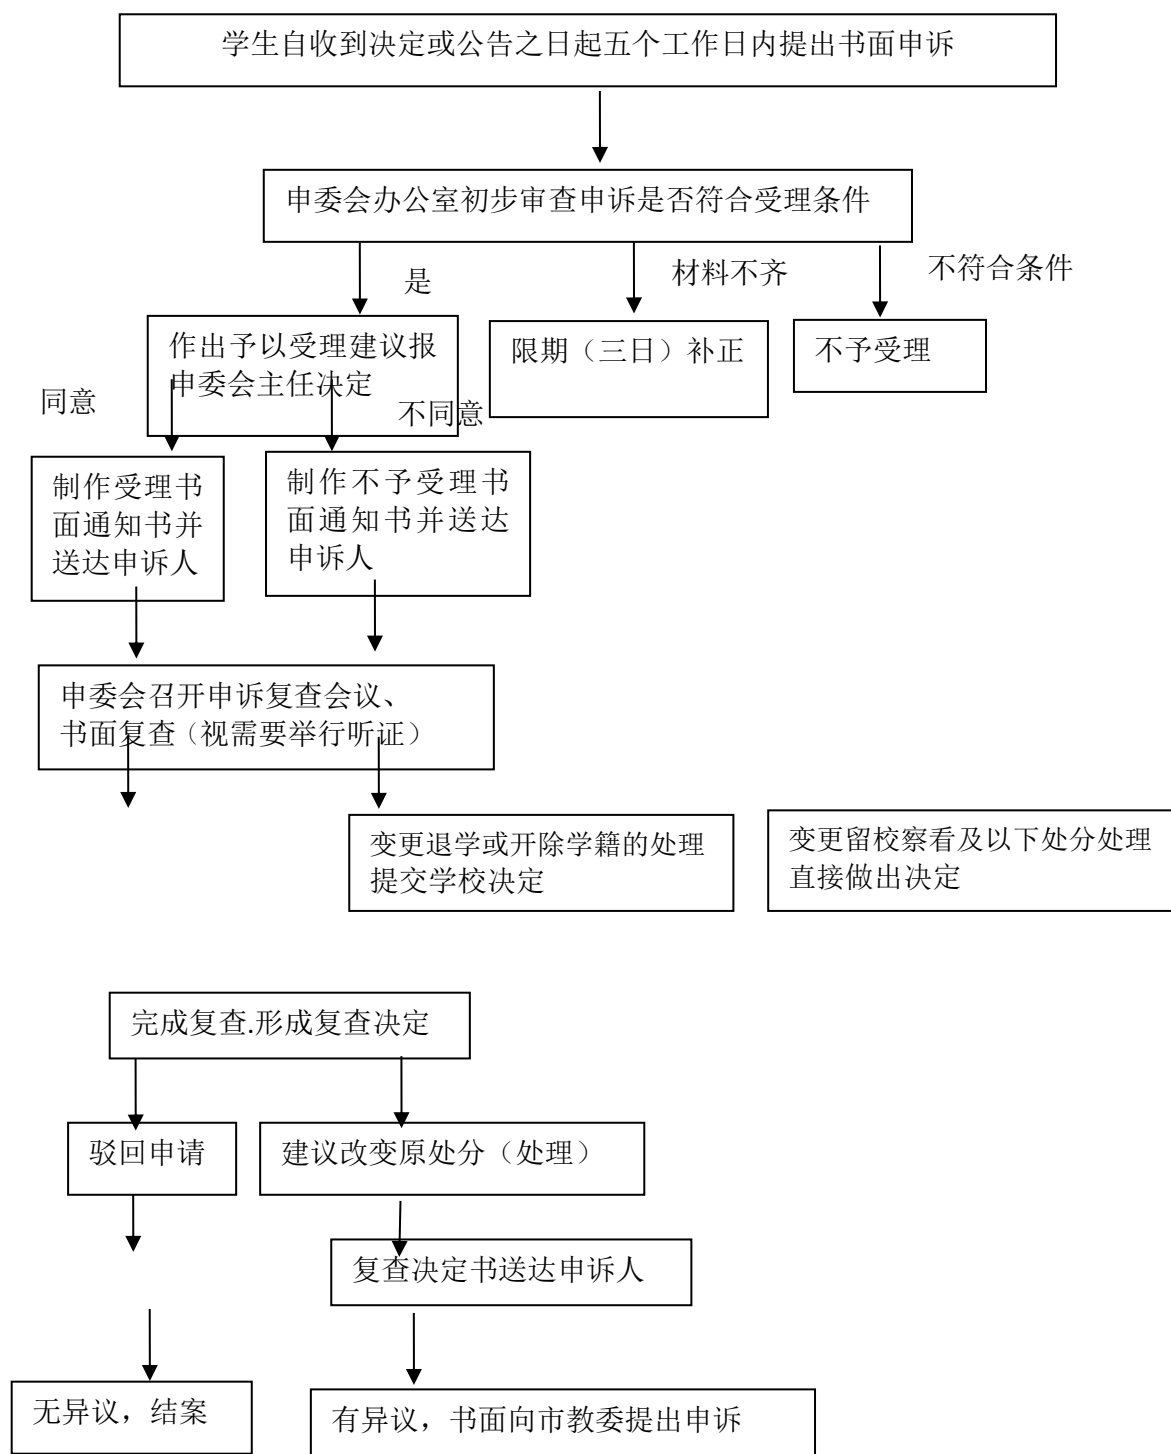 学生自收到决定或公告之日起五个工作日内提出书面申诉
申委会办公室初步审查申诉是否符合受理条件
是
材料不齐
不符合条件
作出予以受理建议报
申委会主任决定
限期（三日）补正
不予受理
同意
不同意
制作受理书
面通知书并
送达申诉人
制作不予受理书
面通知书并送达
申诉人
申委会召开申诉复查会议、
书面复查（视需要举行听证）
变更退学或开除学籍的处理
提交学校决定
变更留校察看及以下处分处理
直接做出决定
完成复查.形成复查决定
驳回申请
建议改变原处分（处理）
复查决定书送达申诉人
无异议，结案
有异议，书面向市教委提出申诉